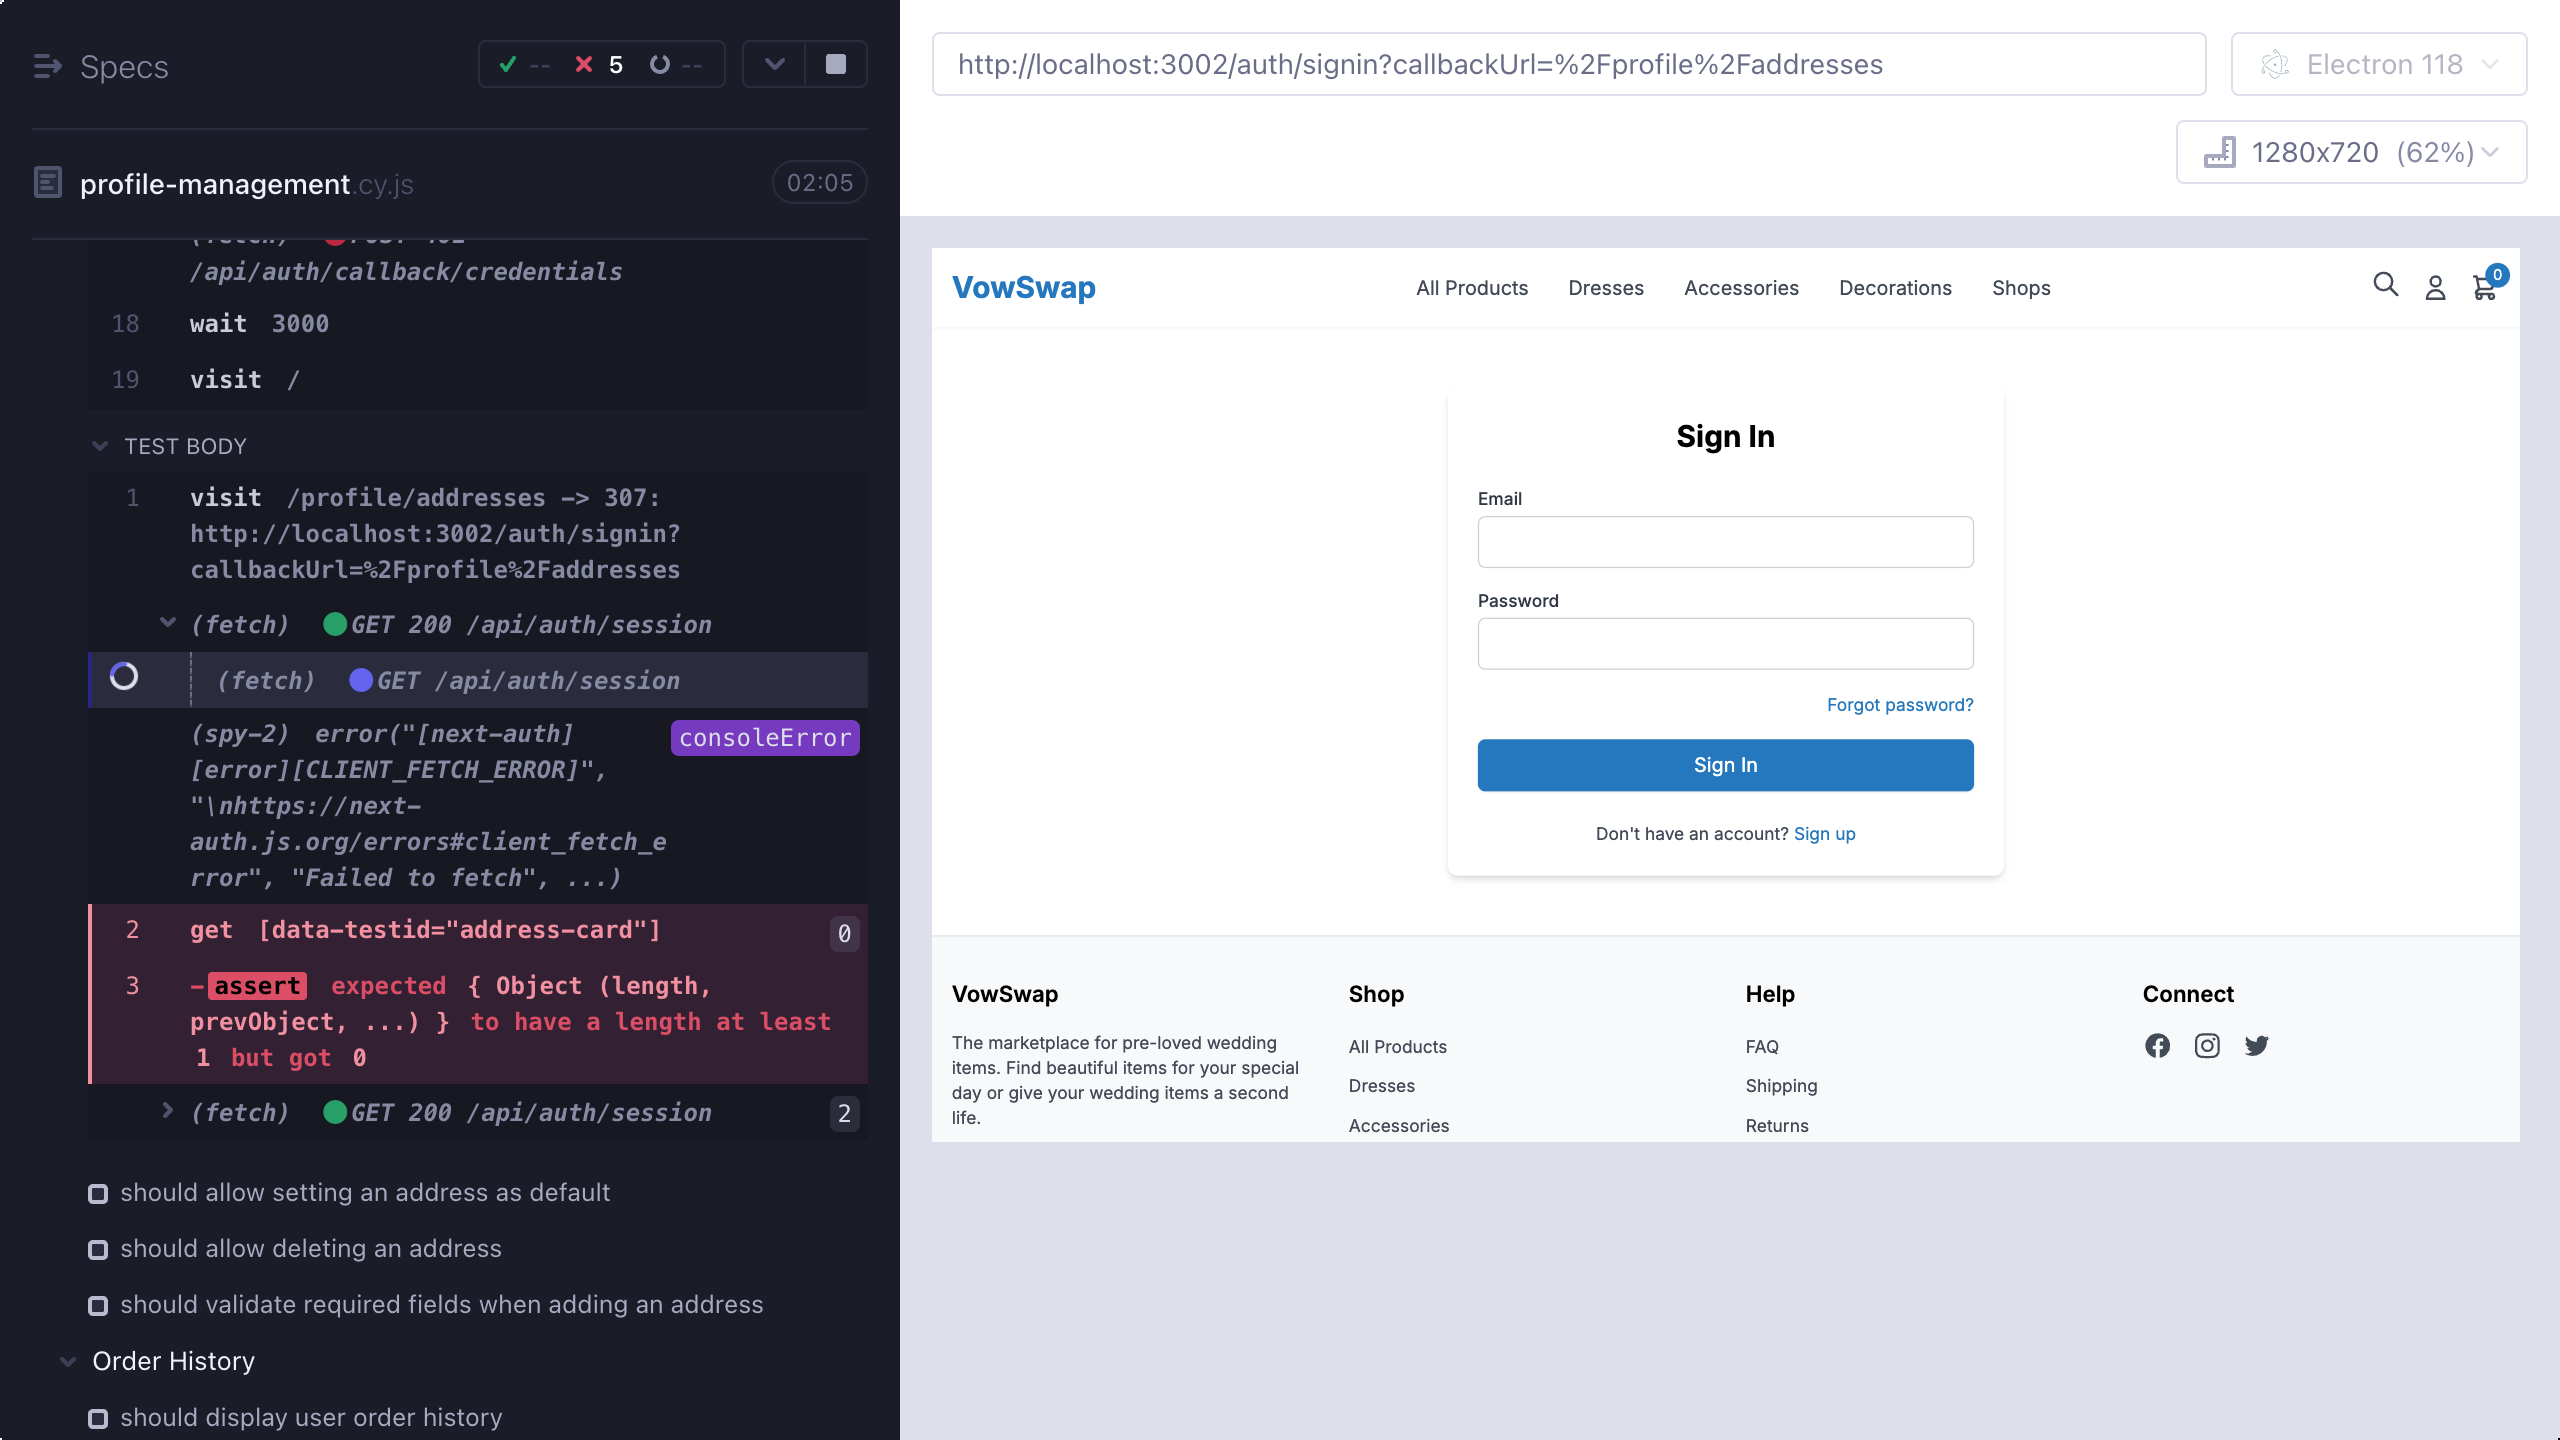 Specs
-- 5 --
profile-management.cy.js
02:05
/api/auth/callback/credentials
18 wait 3000
19 visit /
TEST BODY
1 visit /profile/addresses -> 307:
http://localhost:3002/auth/signin?
callbackUrl=%2Fprofile%2Faddresses
(fetch) GET 200 /api/auth/session
(fetch) GET /api/auth/session
(spy-2) error("[next-auth] consoleError
[error][CLIENT_FETCH_ERROR]",
"\nhttps://next-
auth.js.org/errors#client_fetch_e
rror", "Failed to fetch", ...)
2 get [data-testid="address-card"] 0
3 -assert expected { Object (length,
prevObject, ...) } to have a length at least
1 but got 0
(fetch) GET 200 /api/auth/session 2
should allow setting an address as default
should allow deleting an address
should validate required fields when adding an address
Order History
should display user order history
http://localhost:3002/auth/signin?callbackUrl=%2Fprofile%2Faddresses
Electron 118
1280x720 (62%)
VowSwap
All Products Dresses Accessories Decorations Shops
0
Sign In
Email
Password
Forgot password?
Sign In
Don't have an account? Sign up
VowSwap
The marketplace for pre-loved wedding
items. Find beautiful items for your special
day or give your wedding items a second
life.
Shop
All Products
Dresses
Accessories
Help
FAQ
Shipping
Returns
Connect